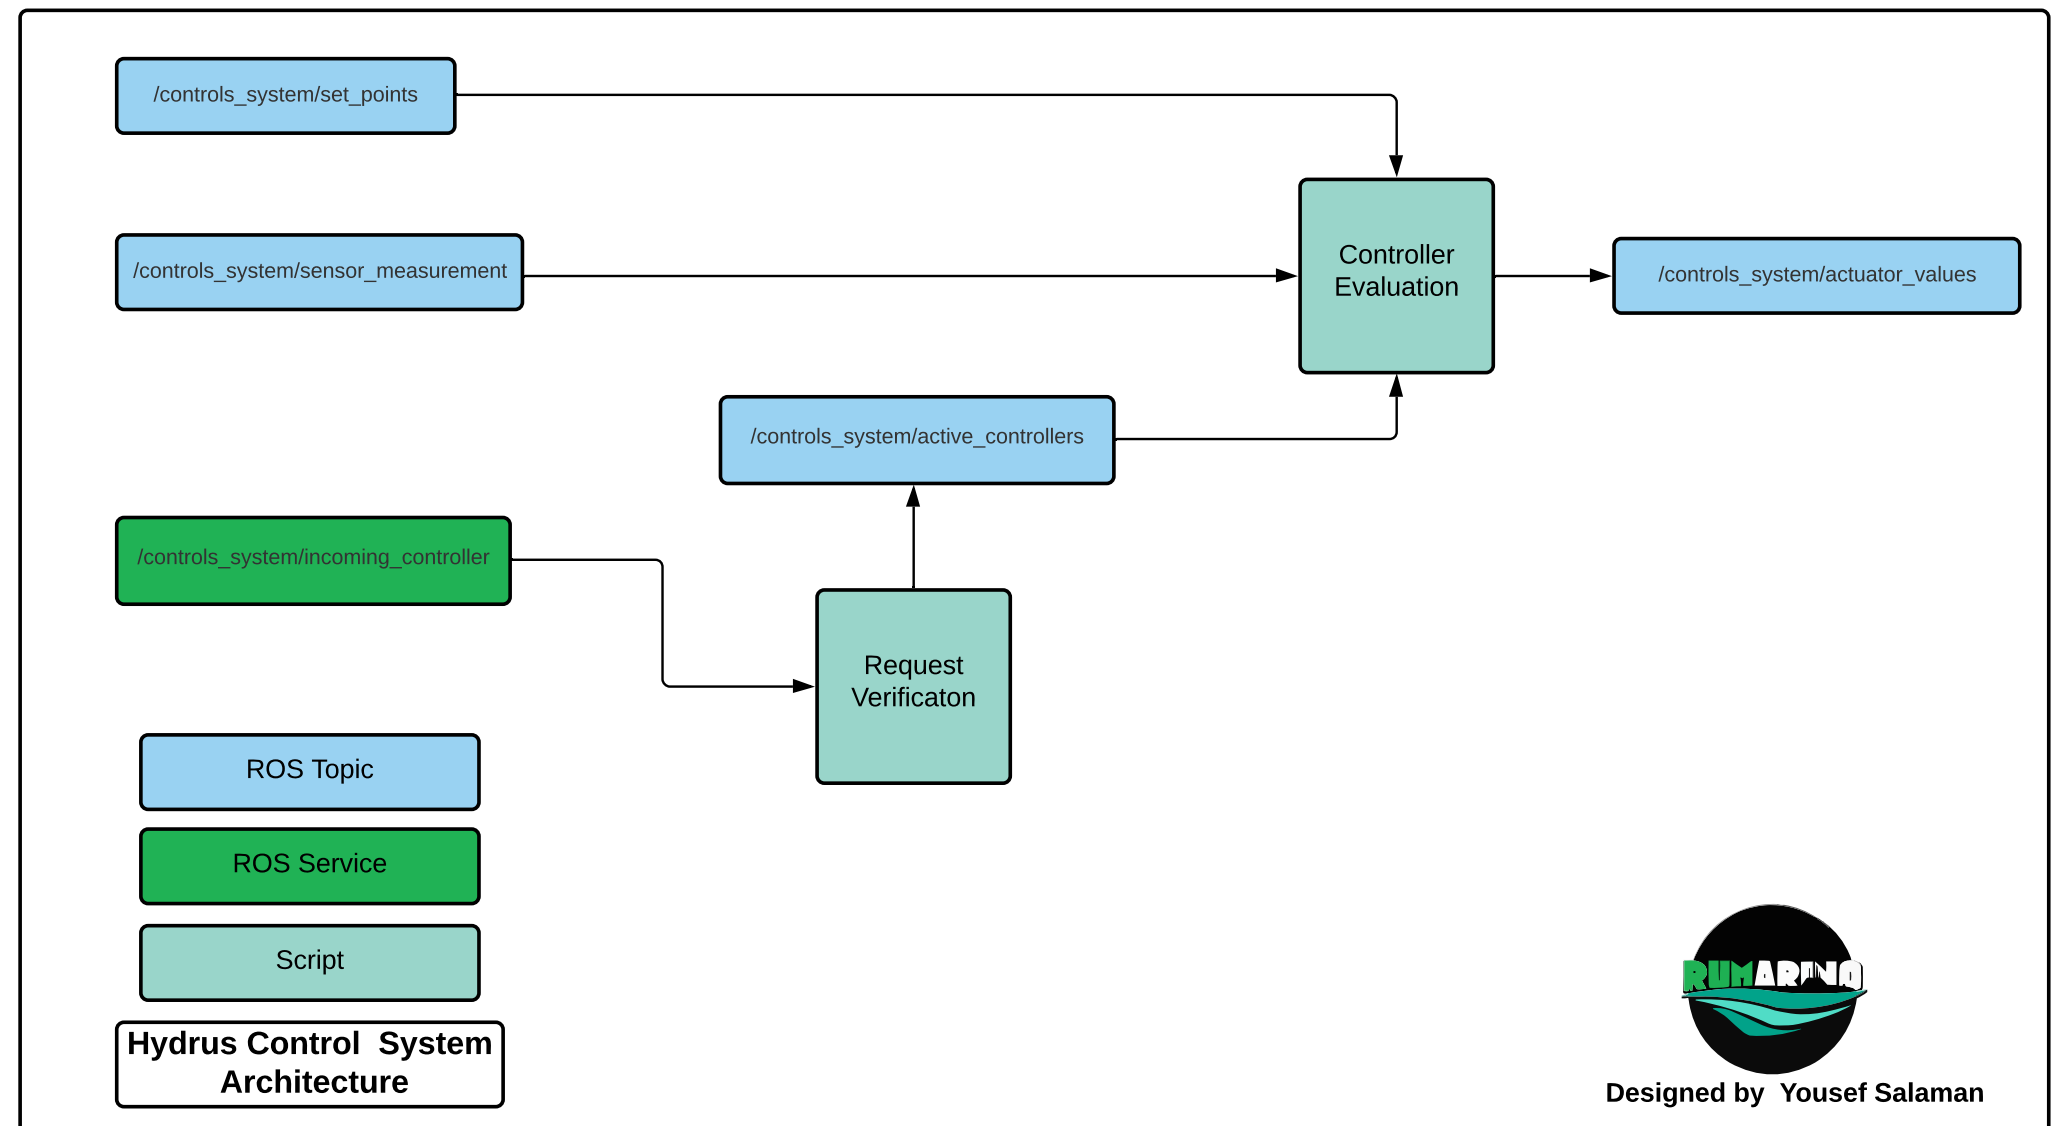 /controls_system/set_points
/controls_system/sensor_measurement
Controller
Evaluation
/controls_system/actuator_values
/controls_system/active_controllers
/controls_system/incoming_controller
Request
Verificaton
ROS Topic
ROS Service
Script
Hydrus Control  System
Architecture
RUMARINO
Designed by  Yousef Salaman